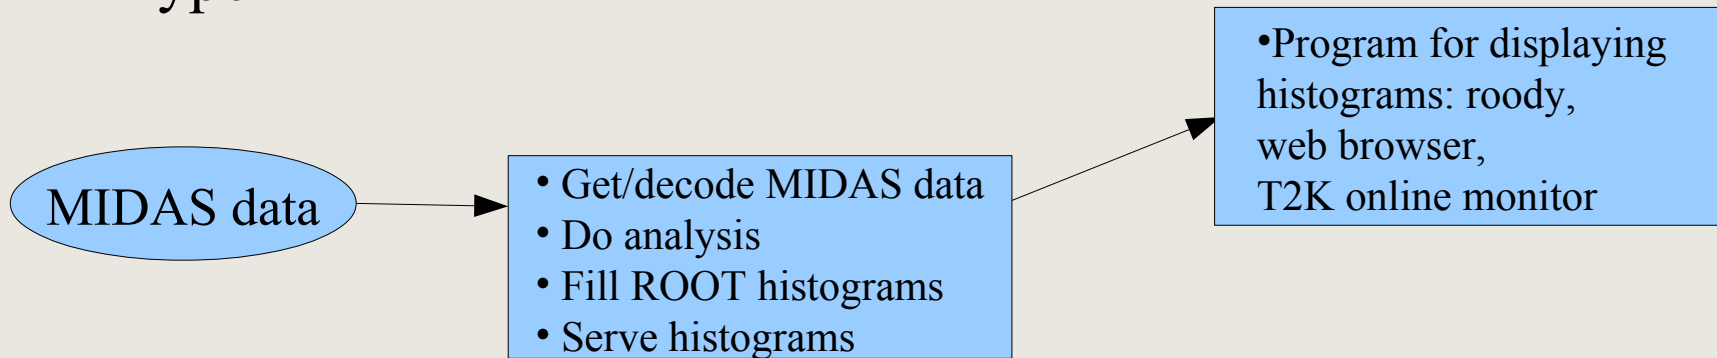 MIDAS data
• Get/decode MIDAS data
• Do analysis
• Fill ROOT histograms
• Serve histograms
•Program for displaying
histograms: roody,
web browser,
T2K online monitor